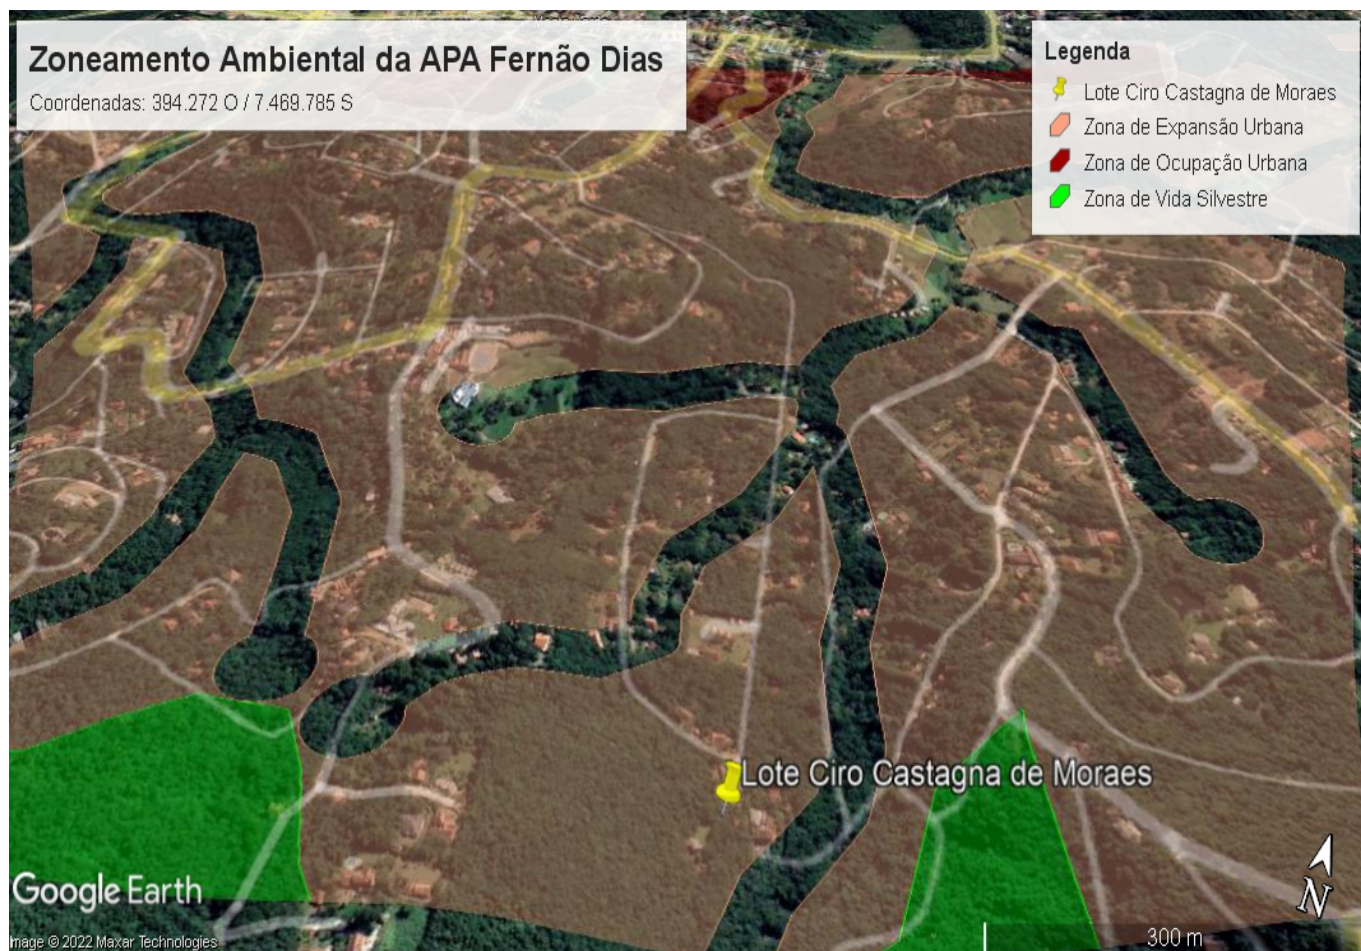 Zoneamento Ambiental da APA Fernão Dias
Coordenadas: 394.272 O / 7.469.785 S
Legenda
Lote Ciro Castagna de Moraes
Zona de Expansão Urbana
Zona de Ocupação Urbana
Zona de Vida Silvestre
Lote Ciro Castagna de Moraes
Google Earth
N
Image © 2022 Maxar Technologies
300 m